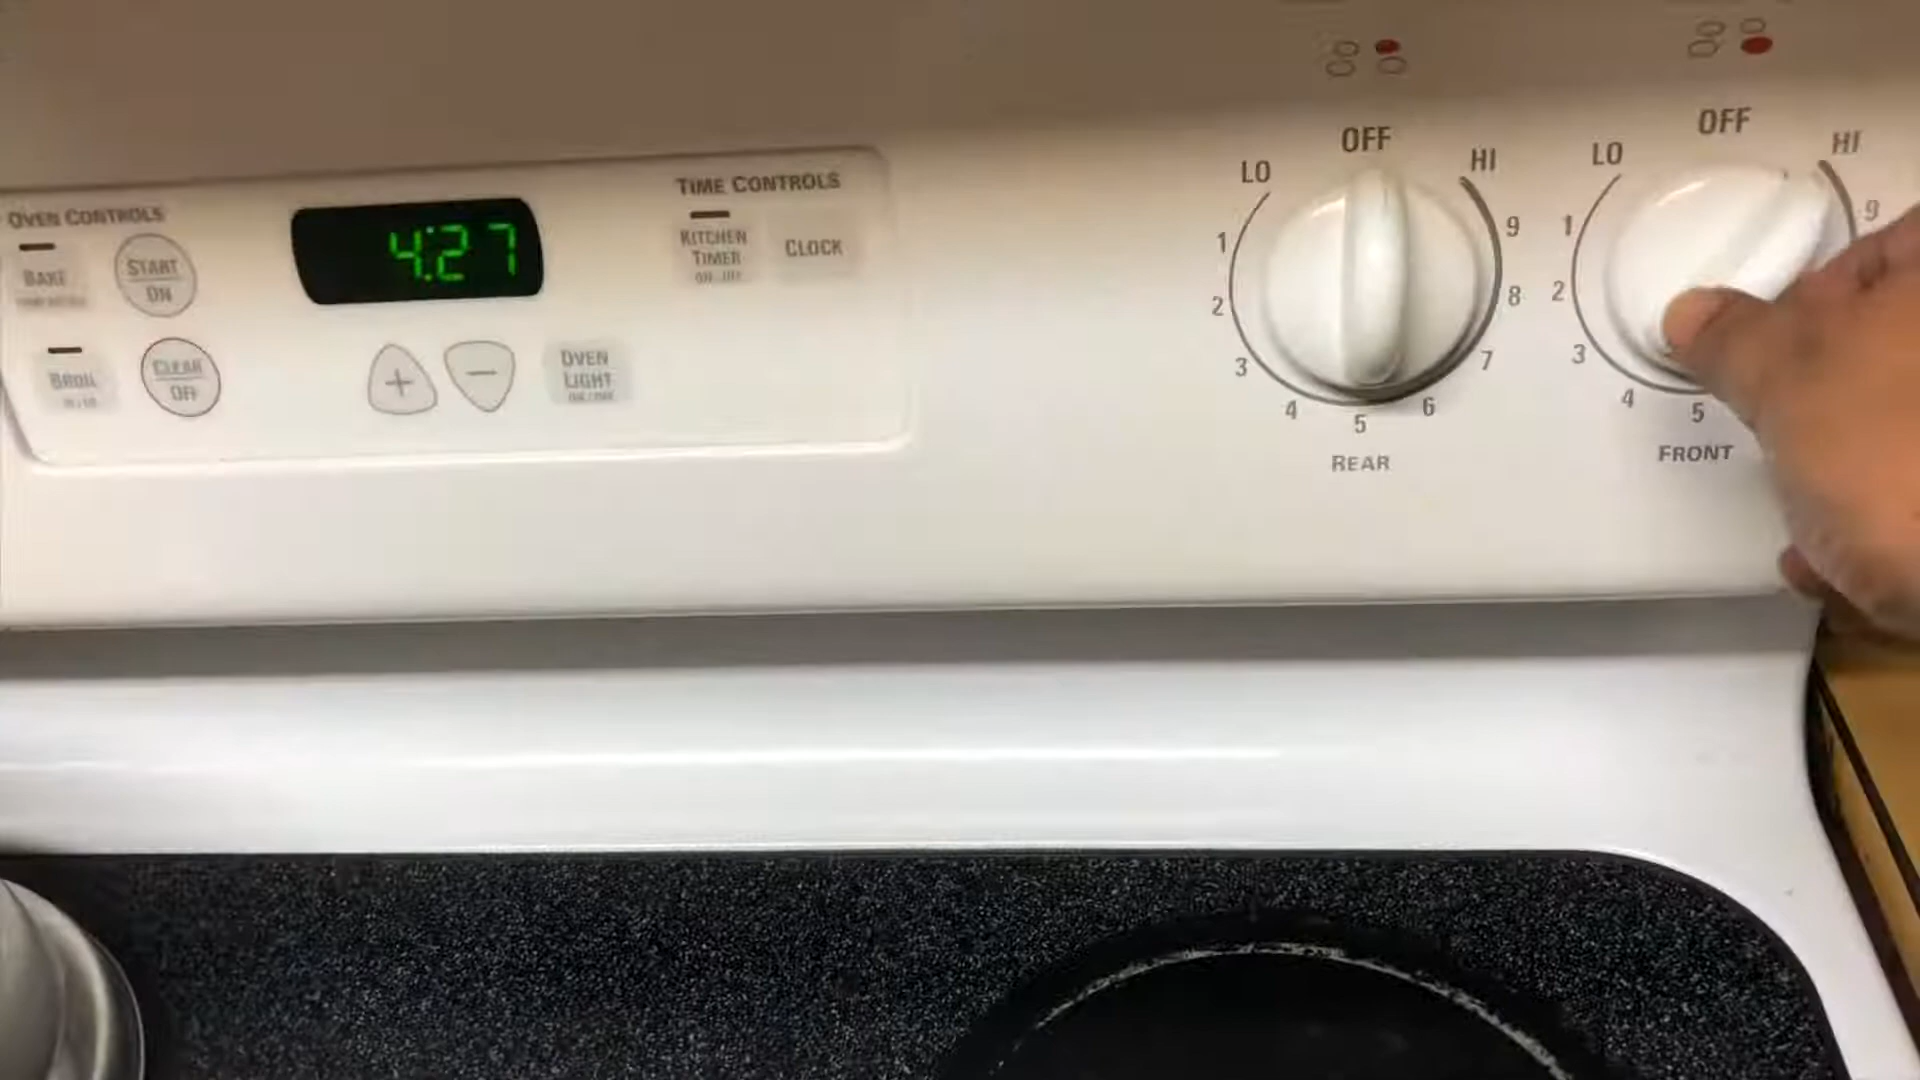 OVEN CONTROLS
BAKE
START
ON
BROIL
CLEAR
OFF
4:27
+
−
OVEN
LIGHT
TIME CONTROLS
KITCHEN
TIMER
ON/OFF
CLOCK
OFF
LO
HI
1
2
3
4
5
6
7
8
9
REAR
OFF
LO
HI
1
2
3
4
5
9
FRONT